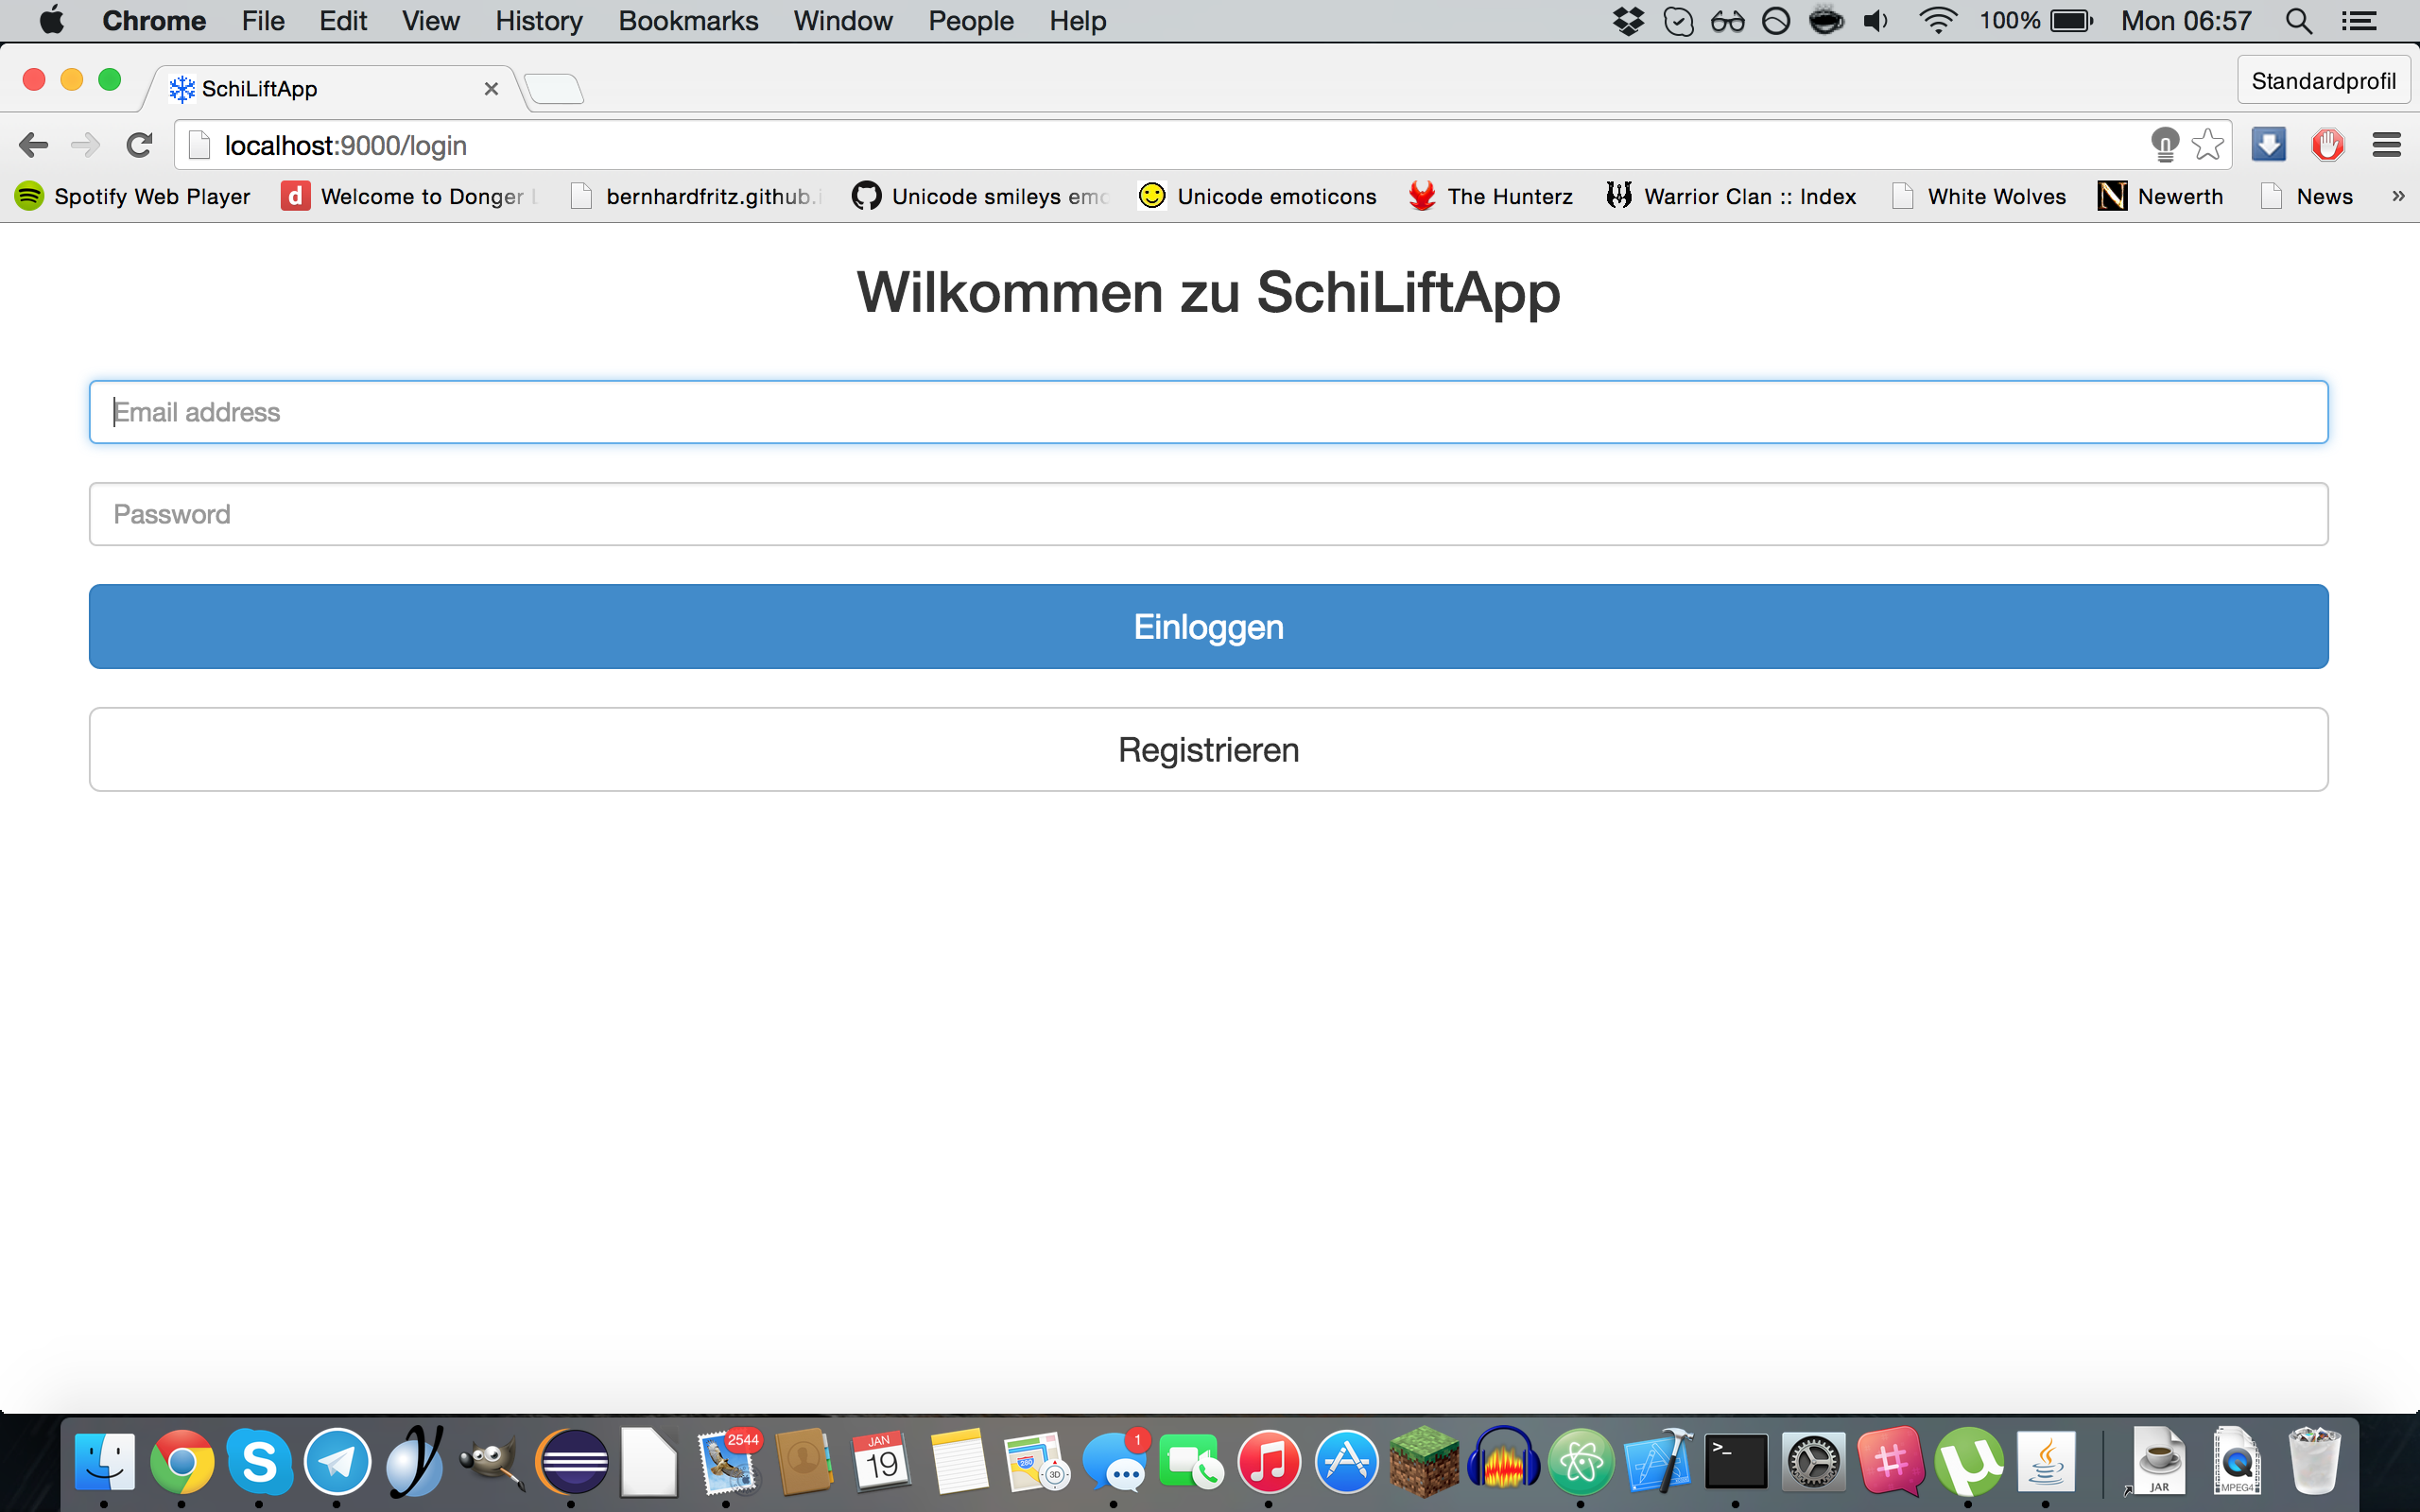 Chrome File Edit View History Bookmarks Window People Help 100% Mon 06:57
SchiLiftApp Standardprofil
localhost:9000/login
Spotify Web Player d Welcome to Donger bernhardfritz.github. Unicode smileys emo Unicode emoticons The Hunterz Warrior Clan :: Index White Wolves N Newerth News »
Wilkommen zu SchiLiftApp
Email address
Password
Einloggen
Registrieren
2544 JAN 19 280 3D 1 >_ JAR MPEG4